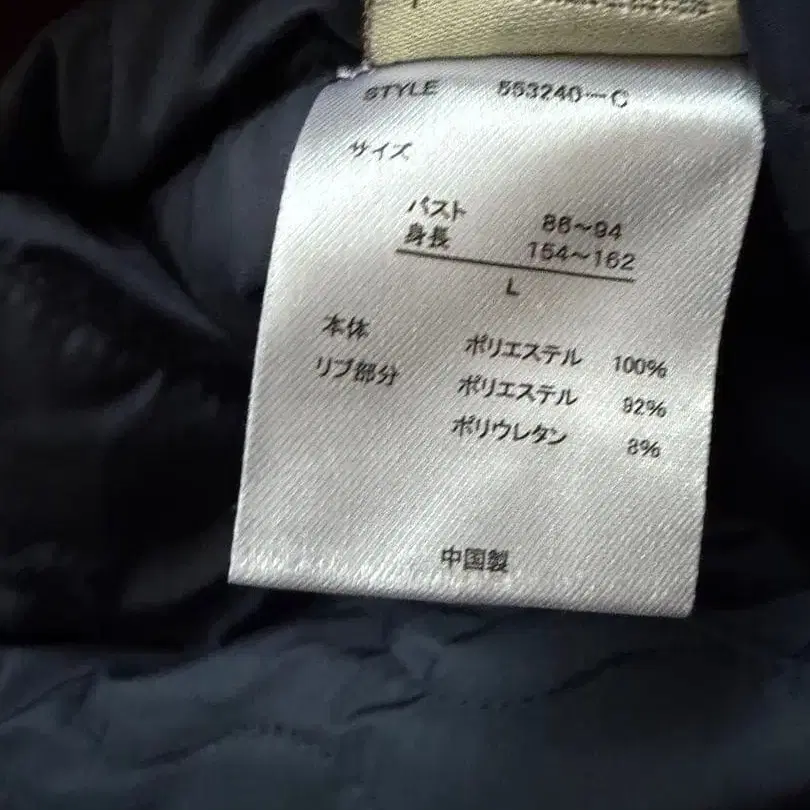 STYLE 553240-C
サイズ
バスト 86~94
身長 154~162
L
本体 ポリエステル 100%
リブ部分 ポリエステル 92%
ポリウレタン 8%
中国製